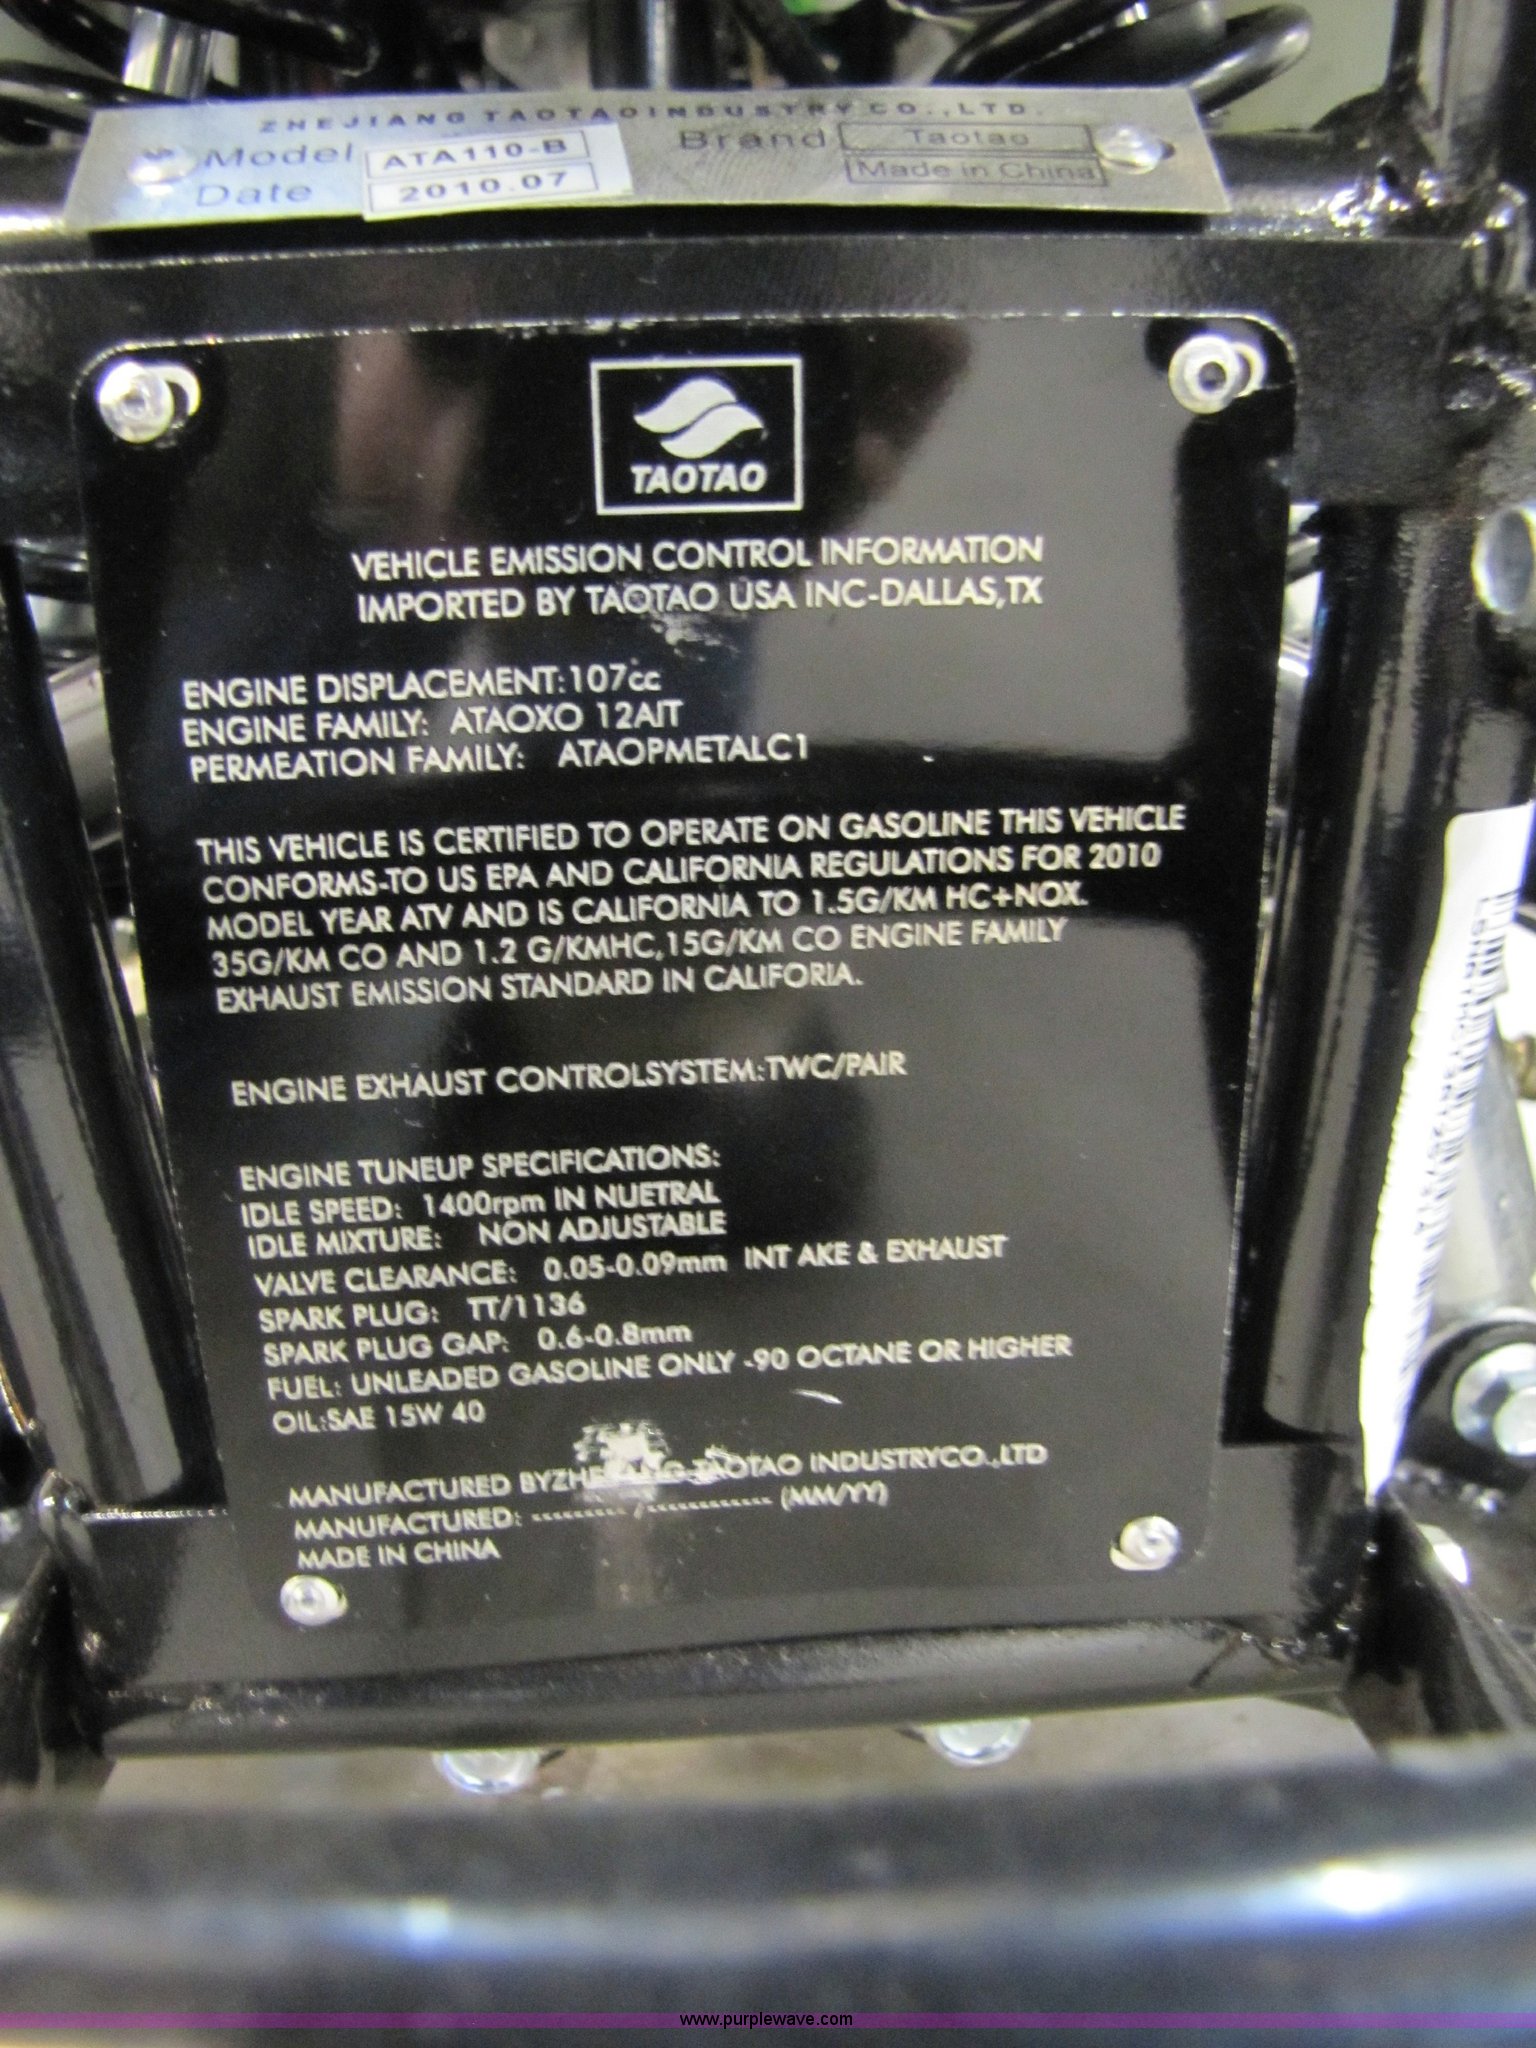 ZHEJIANG TAOTAO INDUSTRY CO.,LTD.
Model ATA110-B Brand Taotao
Date 2010.07 Made in China
TAOTAO
VEHICLE EMISSION CONTROL INFORMATION
IMPORTED BY TAOTAO USA INC-DALLAS,TX
ENGINE DISPLACEMENT:107cc
ENGINE FAMILY: ATAOXO 12AIT
PERMEATION FAMILY: ATAOPMETALC1
THIS VEHICLE IS CERTIFIED TO OPERATE ON GASOLINE THIS VEHICLE
CONFORMS-TO US EPA AND CALIFORNIA REGULATIONS FOR 2010
MODEL YEAR ATV AND IS CALIFORNIA TO 1.5G/KM HC+NOX.
35G/KM CO AND 1.2 G/KMHC,15G/KM CO ENGINE FAMILY
EXHAUST EMISSION STANDARD IN CALIFORIA.
ENGINE EXHAUST CONTROLSYSTEM:TWC/PAIR
ENGINE TUNEUP SPECIFICATIONS:
IDLE SPEED: 1400rpm IN NUETRAL
IDLE MIXTURE: NON ADJUSTABLE
VALVE CLEARANCE: 0.05-0.09mm INT AKE & EXHAUST
SPARK PLUG: TT/1136
SPARK PLUG GAP: 0.6-0.8mm
FUEL: UNLEADED GASOLINE ONLY -90 OCTANE OR HIGHER
OIL:SAE 15W 40
MANUFACTURED BYZHEJIANG TAOTAO INDUSTRYCO.,LTD
MANUFACTURED: ---------- /------------- (MM/YY)
MADE IN CHINA
www.purplewave.com